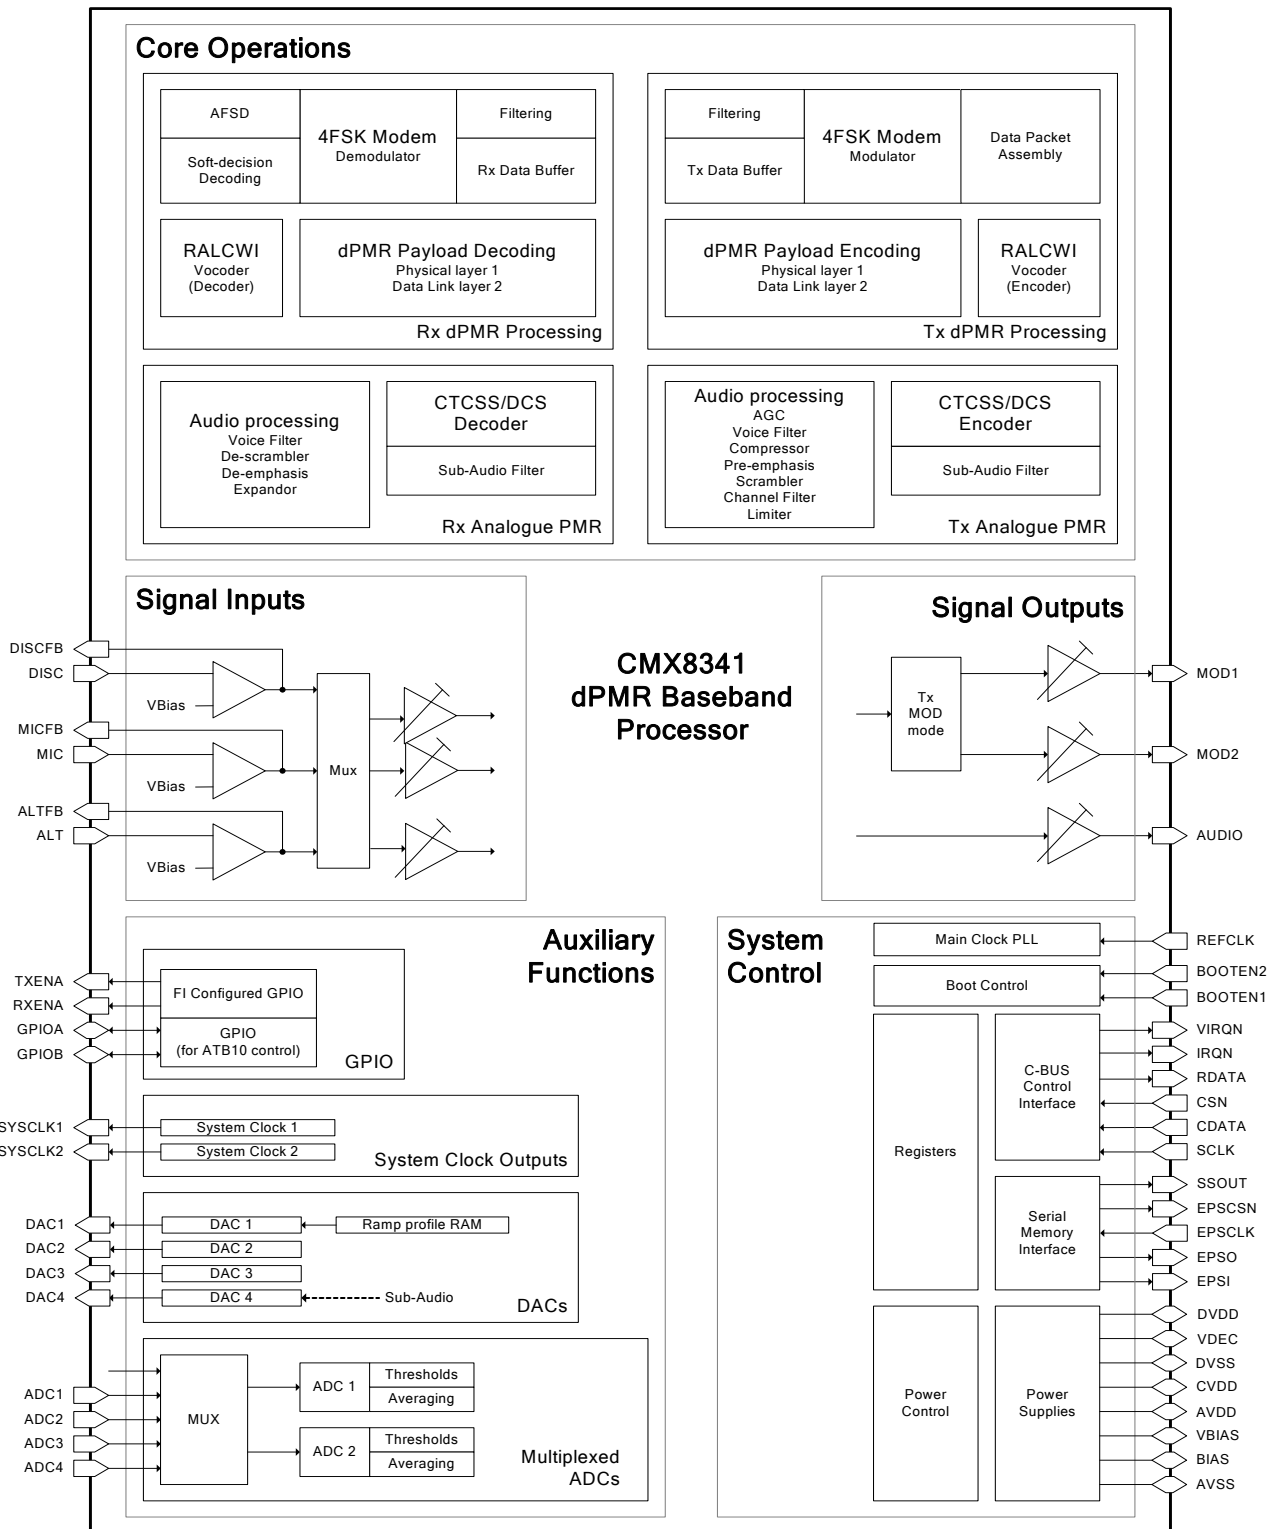 Core Operations
AFSD
Soft-decision
Decoding
4FSK Modem
Demodulator
Filtering
Rx Data Buffer
RALCWI
Vocoder
(Decoder)
dPMR Payload Decoding
Physical layer 1
Data Link layer 2
Rx dPMR Processing
Filtering
Tx Data Buffer
4FSK Modem
Modulator
Data Packet
Assembly
dPMR Payload Encoding
Physical layer 1
Data Link layer 2
RALCWI
Vocoder
(Encoder)
Tx dPMR Processing
Audio processing
Voice Filter
De-scrambler
De-emphasis
Expandor
CTCSS/DCS
Decoder
Sub-Audio Filter
Rx Analogue PMR
Audio processing
AGC
Voice Filter
Compressor
Pre-emphasis
Scrambler
Channel Filter
Limiter
CTCSS/DCS
Encoder
Sub-Audio Filter
Tx Analogue PMR
Signal Inputs
DISCFB
DISC
VBias
MICFB
MIC
VBias
ALTFB
ALT
VBias
Mux
CMX8341
dPMR Baseband
Processor
Signal Outputs
Tx
MOD
mode
MOD1
MOD2
AUDIO
Auxiliary
Functions
TXENA
RXENA
GPIOA
GPIOB
FI Configured GPIO
GPIO
(for ATB10 control)
GPIO
SYSCLK1
SYSCLK2
System Clock 1
System Clock 2
System Clock Outputs
DAC1
DAC2
DAC3
DAC4
DAC 1
DAC 2
DAC 3
DAC 4
Ramp profile RAM
Sub-Audio
DACs
ADC1
ADC2
ADC3
ADC4
MUX
ADC 1
Thresholds
Averaging
ADC 2
Thresholds
Averaging
Multiplexed
ADCs
System
Control
Main Clock PLL
Boot Control
Registers
C-BUS
Control
Interface
Serial
Memory
Interface
Power
Control
Power
Supplies
REFCLK
BOOTEN2
BOOTEN1
VIRQN
IRQN
RDATA
CSN
CDATA
SCLK
SSOUT
EPSCSN
EPSCLK
EPSO
EPSI
DVDD
VDEC
DVSS
CVDD
AVDD
VBIAS
BIAS
AVSS